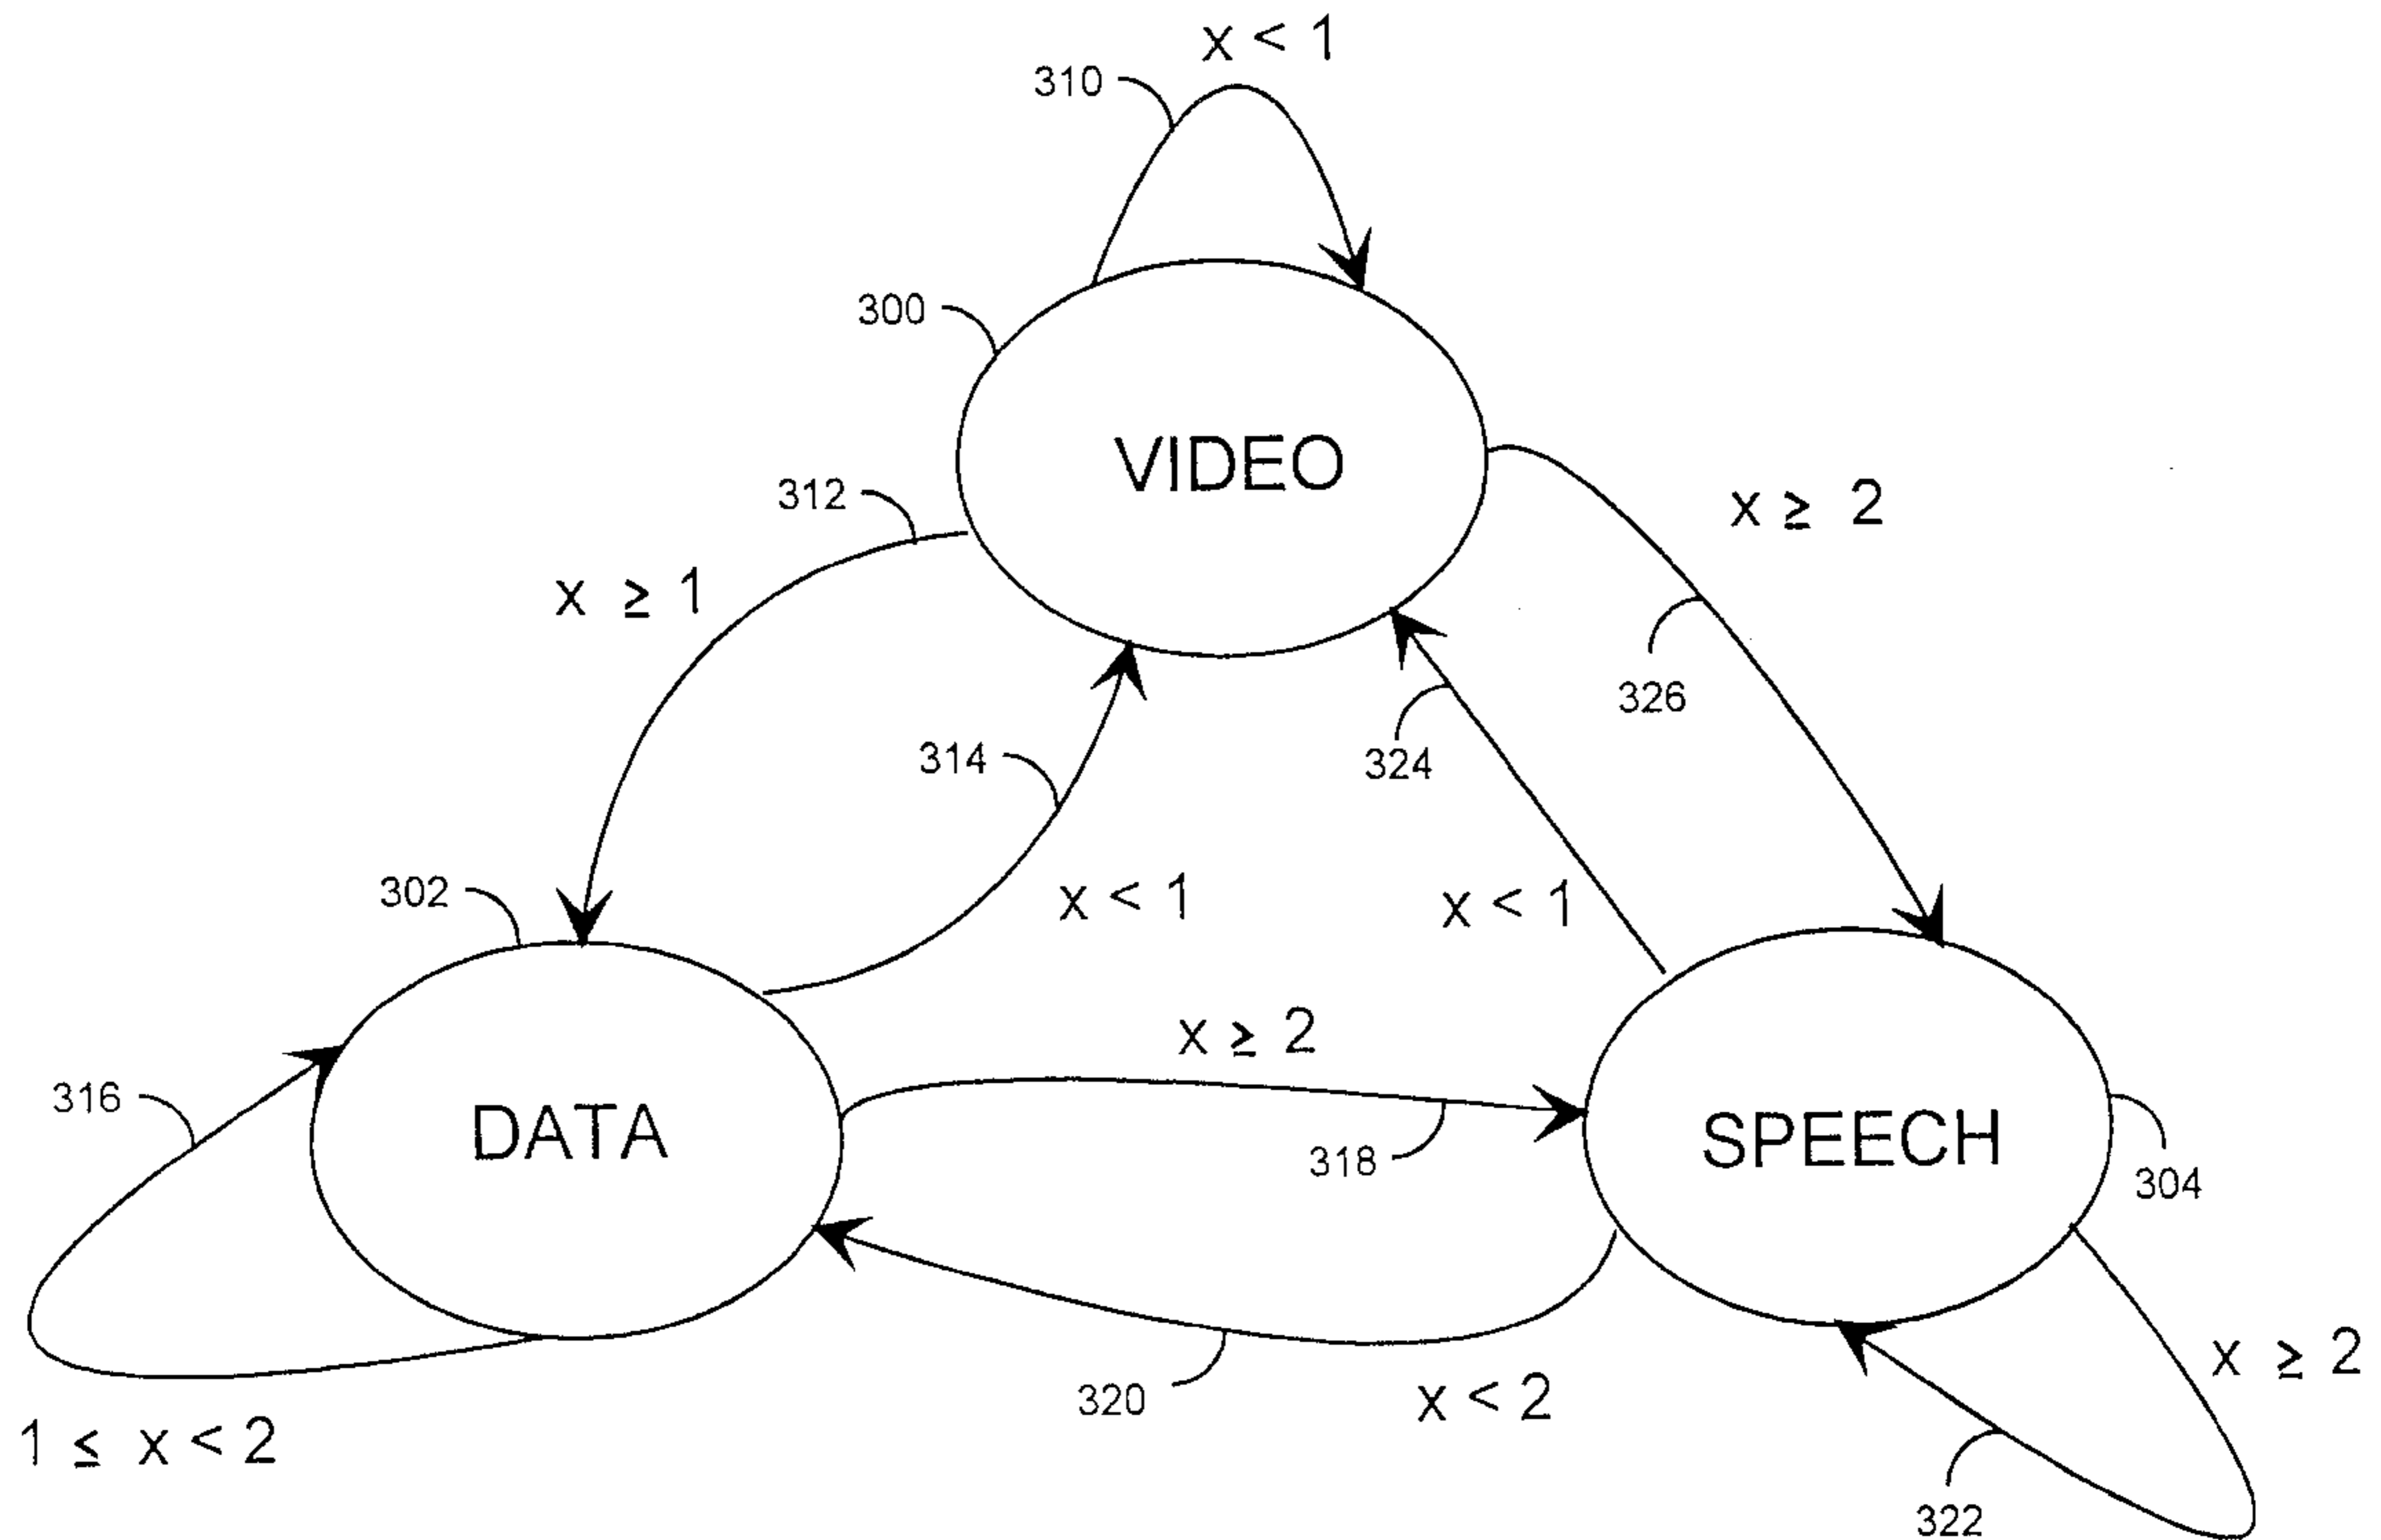 x < 1
310
300
VIDEO
312
x ≥ 2
x ≥ 1
326
314
324
302
x < 1
x < 1
x ≥ 2
316
DATA
318
SPEECH
304
x ≥ 2
320
x < 2
1 ≤ x < 2
322